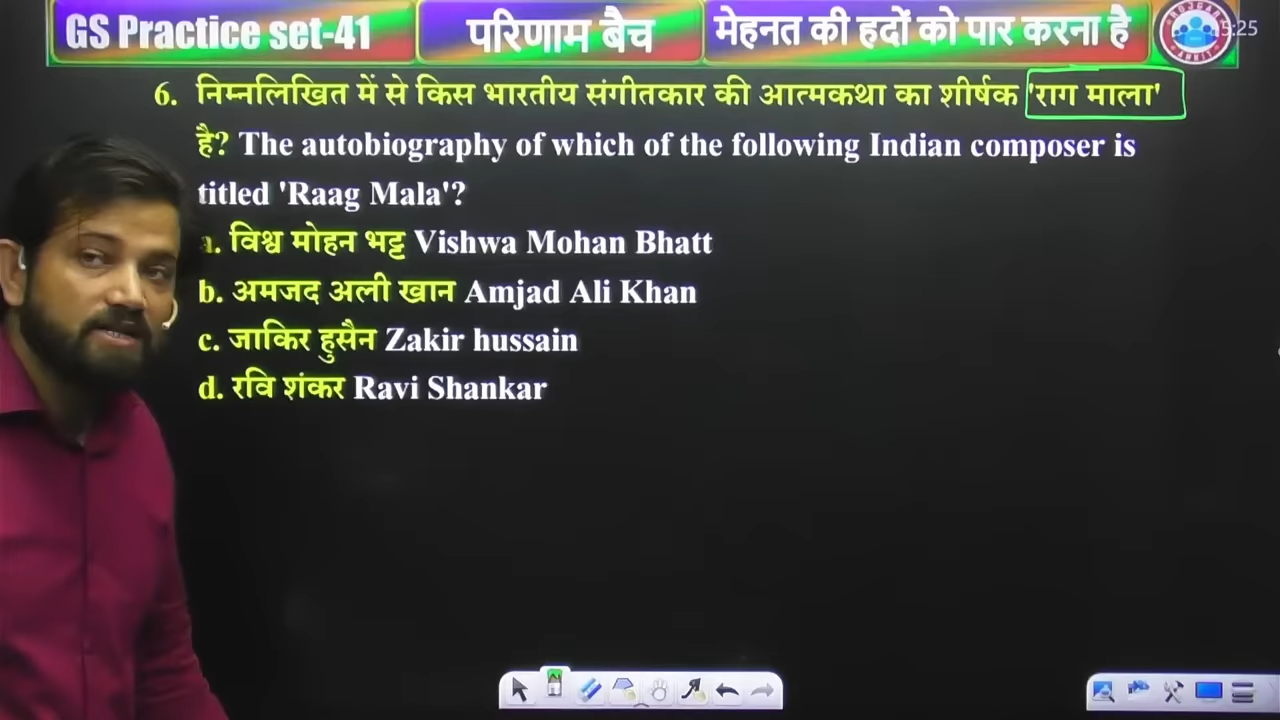 GS Practice set-41
परिणाम बैच
मेहनत की हदों को पार करना है
5:25
6. निम्नलिखित में से किस भारतीय संगीतकार की आत्मकथा का शीर्षक 'राग माला'
है? The autobiography of which of the following Indian composer is
titled 'Raag Mala'?
a. विश्व मोहन भट्ट Vishwa Mohan Bhatt
b. अमजद अली खान Amjad Ali Khan
c. जाकिर हुसैन Zakir hussain
d. रवि शंकर Ravi Shankar